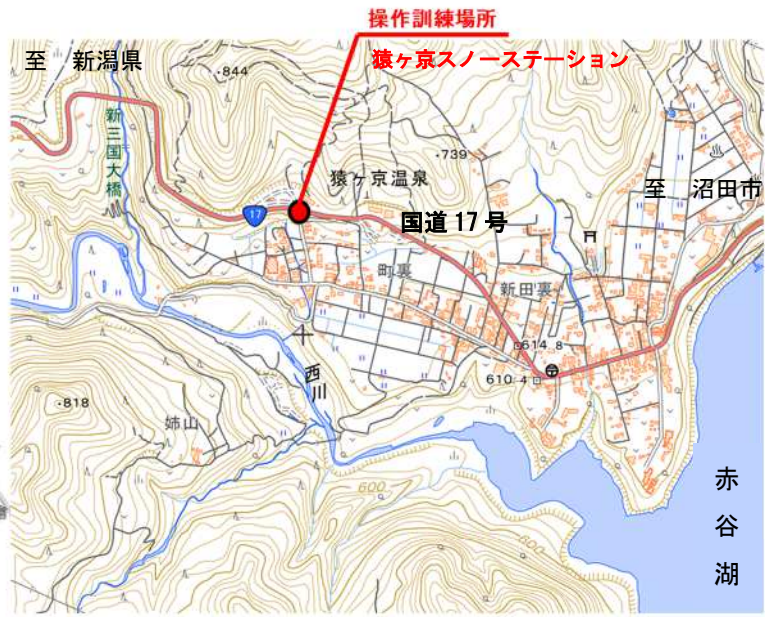 操作訓練場所
猿ヶ京スノーステーション
至 新潟県
・844
新三国大橋
・739
猿ヶ京温泉
至 沼田市
17
国道 17 号
町裏
新田裏
614.8
610.4
西川
・818
姉山
600
600
赤谷湖